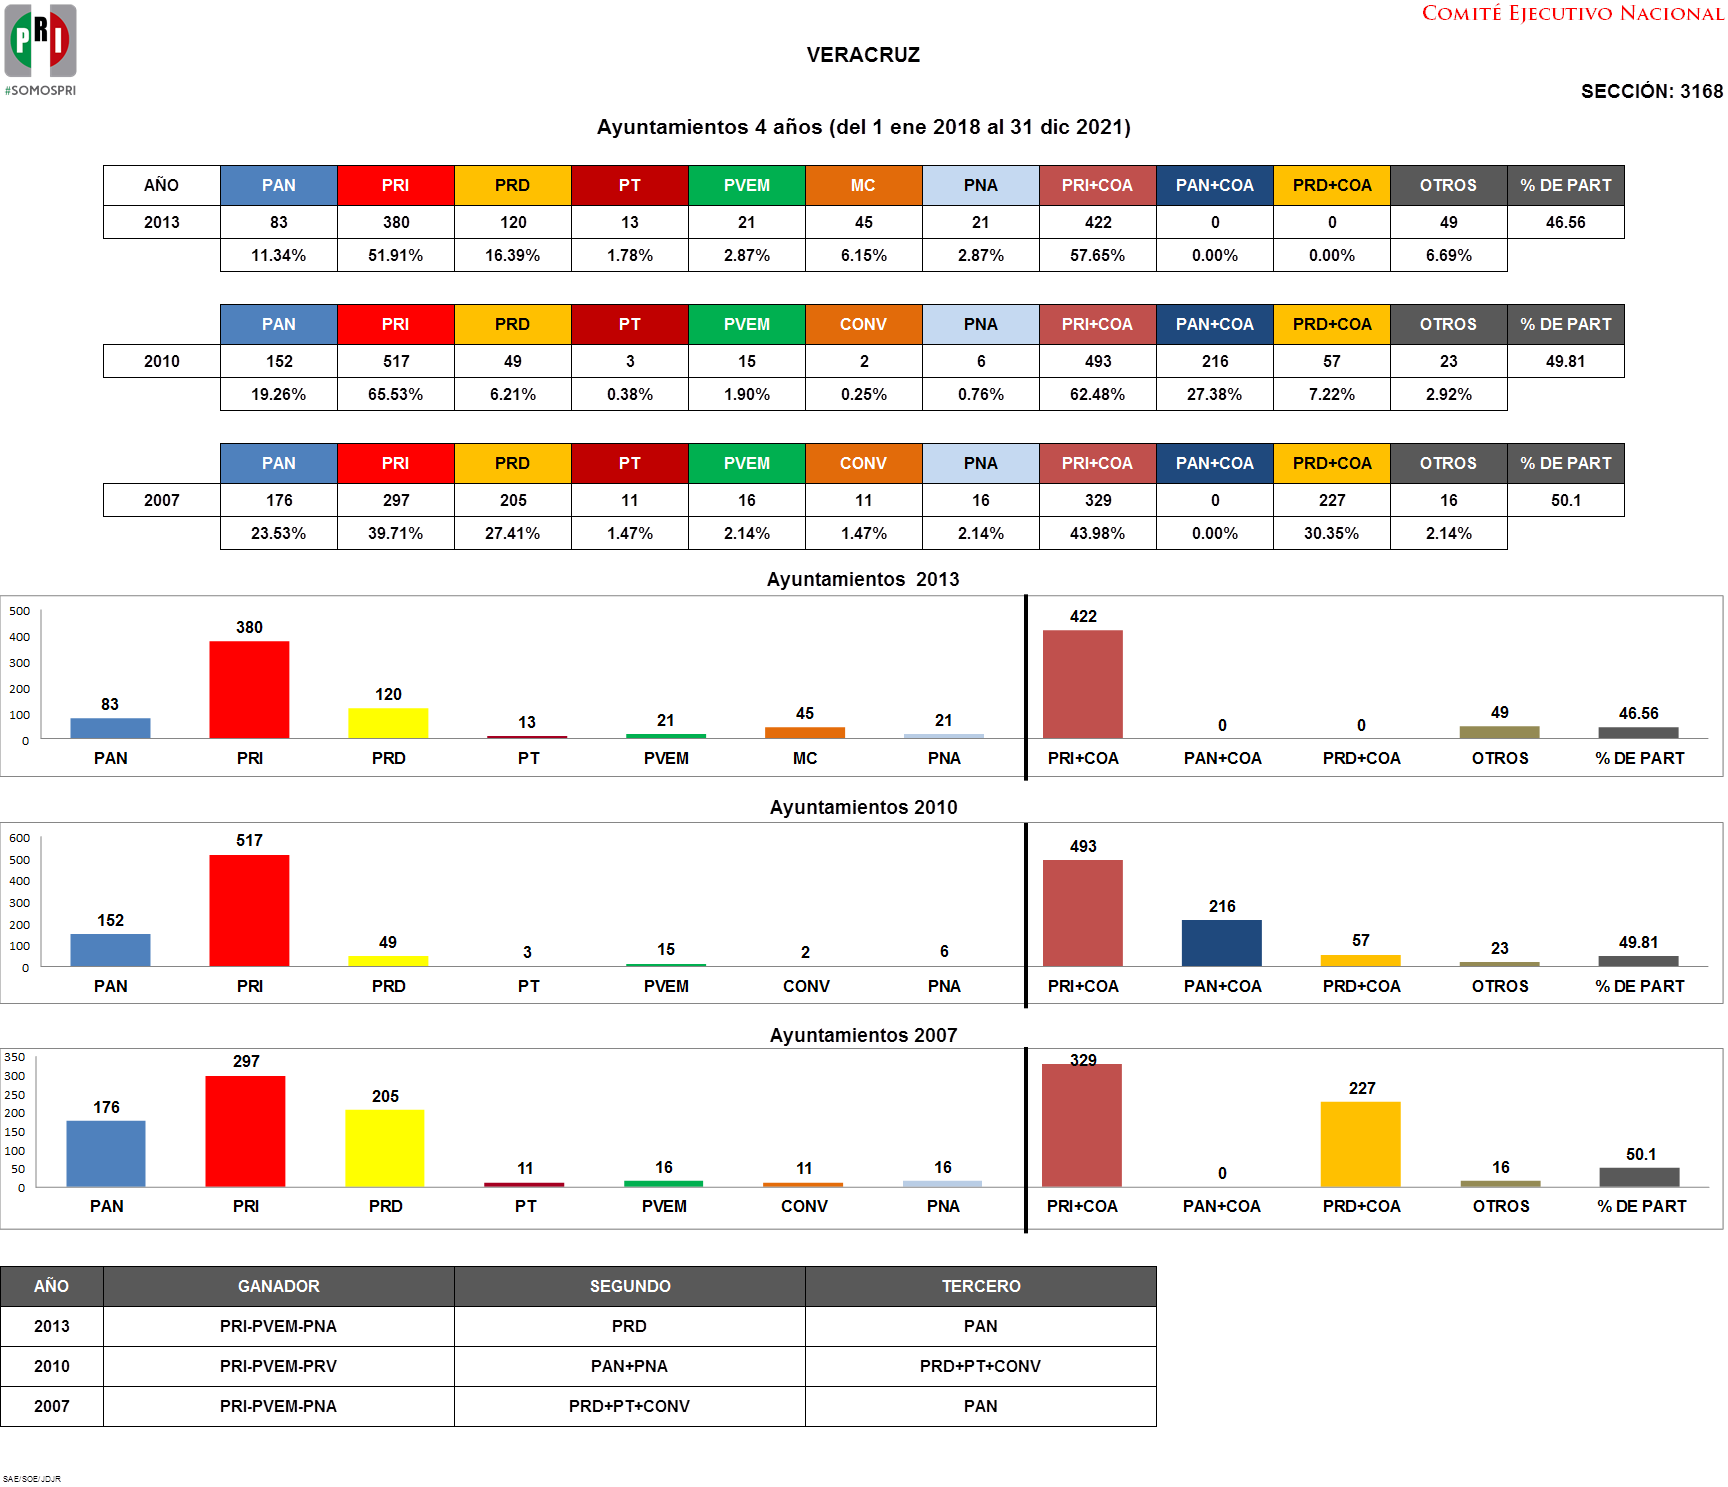 COMITÉ EJECUTIVO NACIONAL
PRI
#SOMOSPRI
VERACRUZ
SECCIÓN: 3168
Ayuntamientos 4 años (del 1 ene 2018 al 31 dic 2021)
AÑO PAN PRI PRD PT PVEM MC PNA PRI+COA PAN+COA PRD+COA OTROS % DE PART
2013 83 380 120 13 21 45 21 422 0 0 49 46.56
11.34% 51.91% 16.39% 1.78% 2.87% 6.15% 2.87% 57.65% 0.00% 0.00% 6.69%
PAN PRI PRD PT PVEM CONV PNA PRI+COA PAN+COA PRD+COA OTROS % DE PART
2010 152 517 49 3 15 2 6 493 216 57 23 49.81
19.26% 65.53% 6.21% 0.38% 1.90% 0.25% 0.76% 62.48% 27.38% 7.22% 2.92%
PAN PRI PRD PT PVEM CONV PNA PRI+COA PAN+COA PRD+COA OTROS % DE PART
2007 176 297 205 11 16 11 16 329 0 227 16 50.1
23.53% 39.71% 27.41% 1.47% 2.14% 1.47% 2.14% 43.98% 0.00% 30.35% 2.14%
Ayuntamientos 2013
500
400
300
200
100
0
83 380 120 13 21 45 21 422 0 0 49 46.56
PAN PRI PRD PT PVEM MC PNA PRI+COA PAN+COA PRD+COA OTROS % DE PART
Ayuntamientos 2010
600
500
400
300
200
100
0
152 517 49 3 15 2 6 493 216 57 23 49.81
PAN PRI PRD PT PVEM CONV PNA PRI+COA PAN+COA PRD+COA OTROS % DE PART
Ayuntamientos 2007
350
300
250
200
150
100
50
0
176 297 205 11 16 11 16 329 0 227 16 50.1
PAN PRI PRD PT PVEM CONV PNA PRI+COA PAN+COA PRD+COA OTROS % DE PART
AÑO GANADOR SEGUNDO TERCERO
2013 PRI-PVEM-PNA PRD PAN
2010 PRI-PVEM-PRV PAN+PNA PRD+PT+CONV
2007 PRI-PVEM-PNA PRD+PT+CONV PAN
SAE/SOE/JDJR